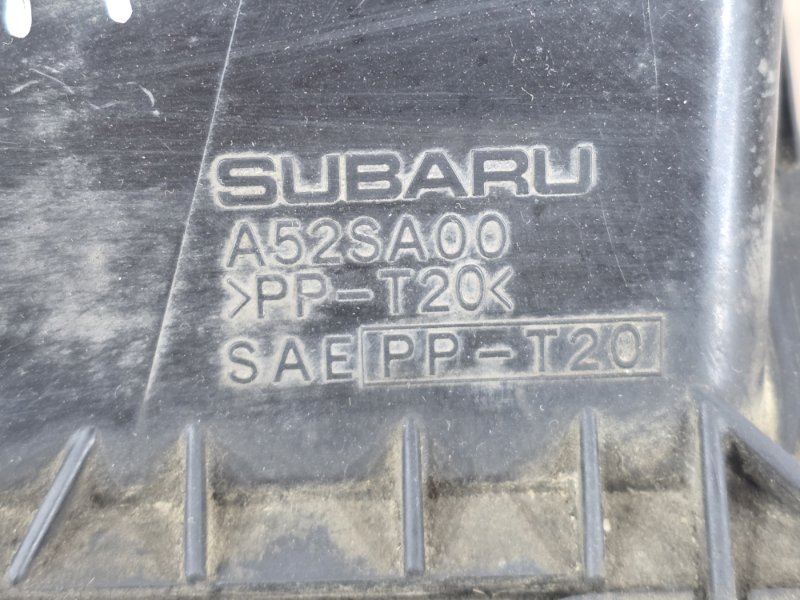 SUBARU
A52SA00
>PP-T20<
SAE PP-T20